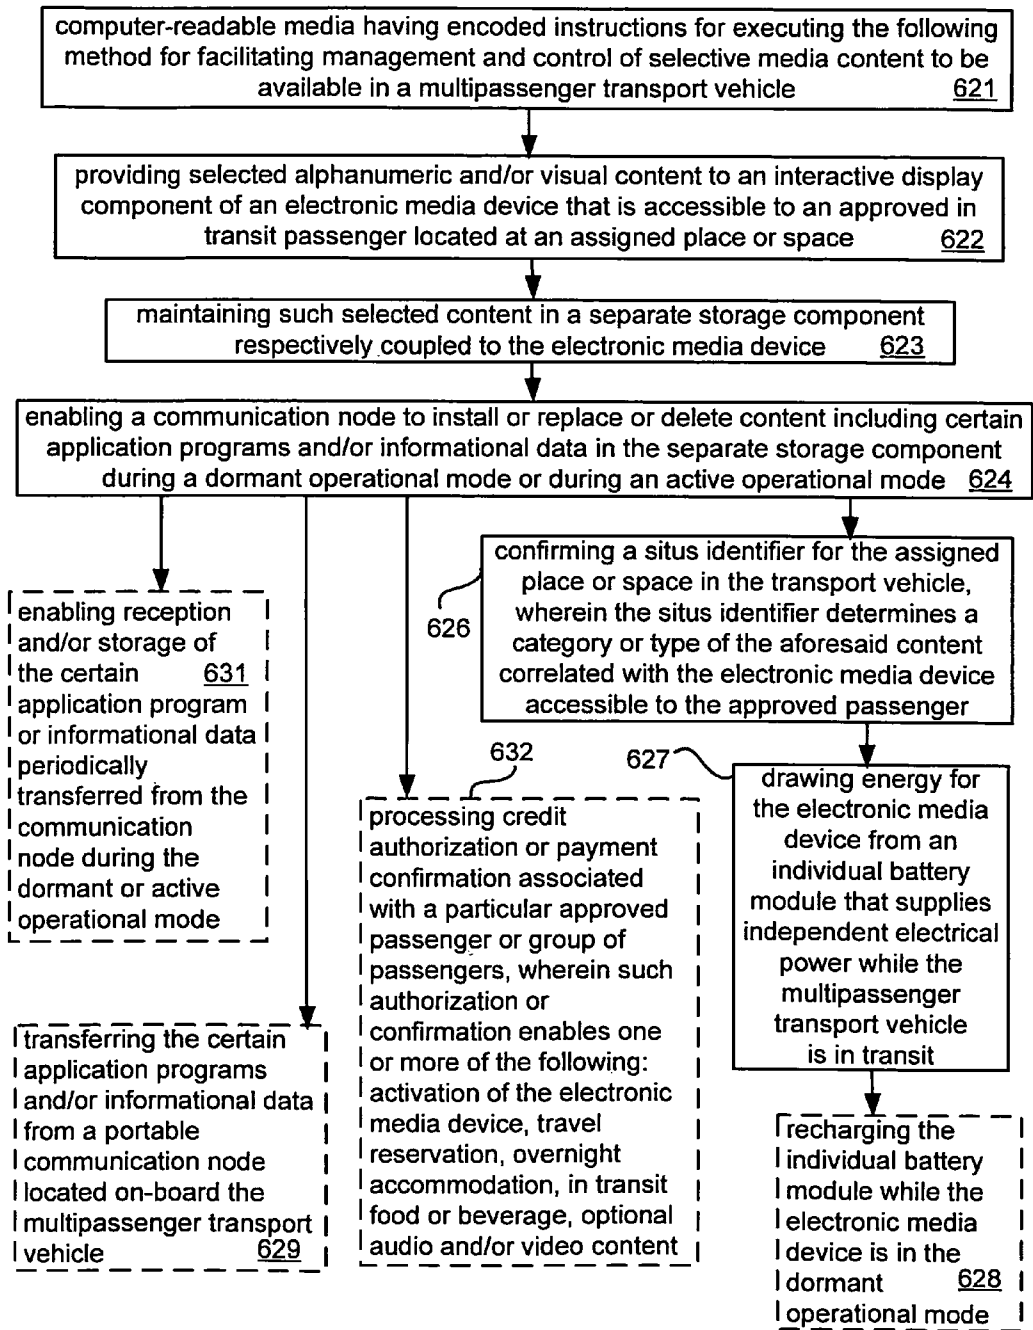 computer-readable media having encoded instructions for executing the following
method for facilitating management and control of selective media content to be
available in a multipassenger transport vehicle 621
providing selected alphanumeric and/or visual content to an interactive display
component of an electronic media device that is accessible to an approved in
transit passenger located at an assigned place or space 622
maintaining such selected content in a separate storage component
respectively coupled to the electronic media device 623
enabling a communication node to install or replace or delete content including certain
application programs and/or informational data in the separate storage component
during a dormant operational mode or during an active operational mode 624
626
confirming a situs identifier for the assigned
place or space in the transport vehicle,
wherein the situs identifier determines a
category or type of the aforesaid content
correlated with the electronic media device
accessible to the approved passenger
enabling reception
and/or storage of
the certain 631
application program
or informational data
periodically
transferred from the
communication
node during the
dormant or active
operational mode
632
processing credit
authorization or payment
confirmation associated
with a particular approved
passenger or group of
passengers, wherein such
authorization or
confirmation enables one
or more of the following:
activation of the electronic
media device, travel
reservation, overnight
accommodation, in transit
food or beverage, optional
audio and/or video content
627
drawing energy for
the electronic media
device from an
individual battery
module that supplies
independent electrical
power while the
multipassenger
transport vehicle
is in transit
transferring the certain
application programs
and/or informational data
from a portable
communication node
located on-board the
multipassenger transport
vehicle 629
recharging the
individual battery
module while the
electronic media
device is in the
dormant 628
operational mode